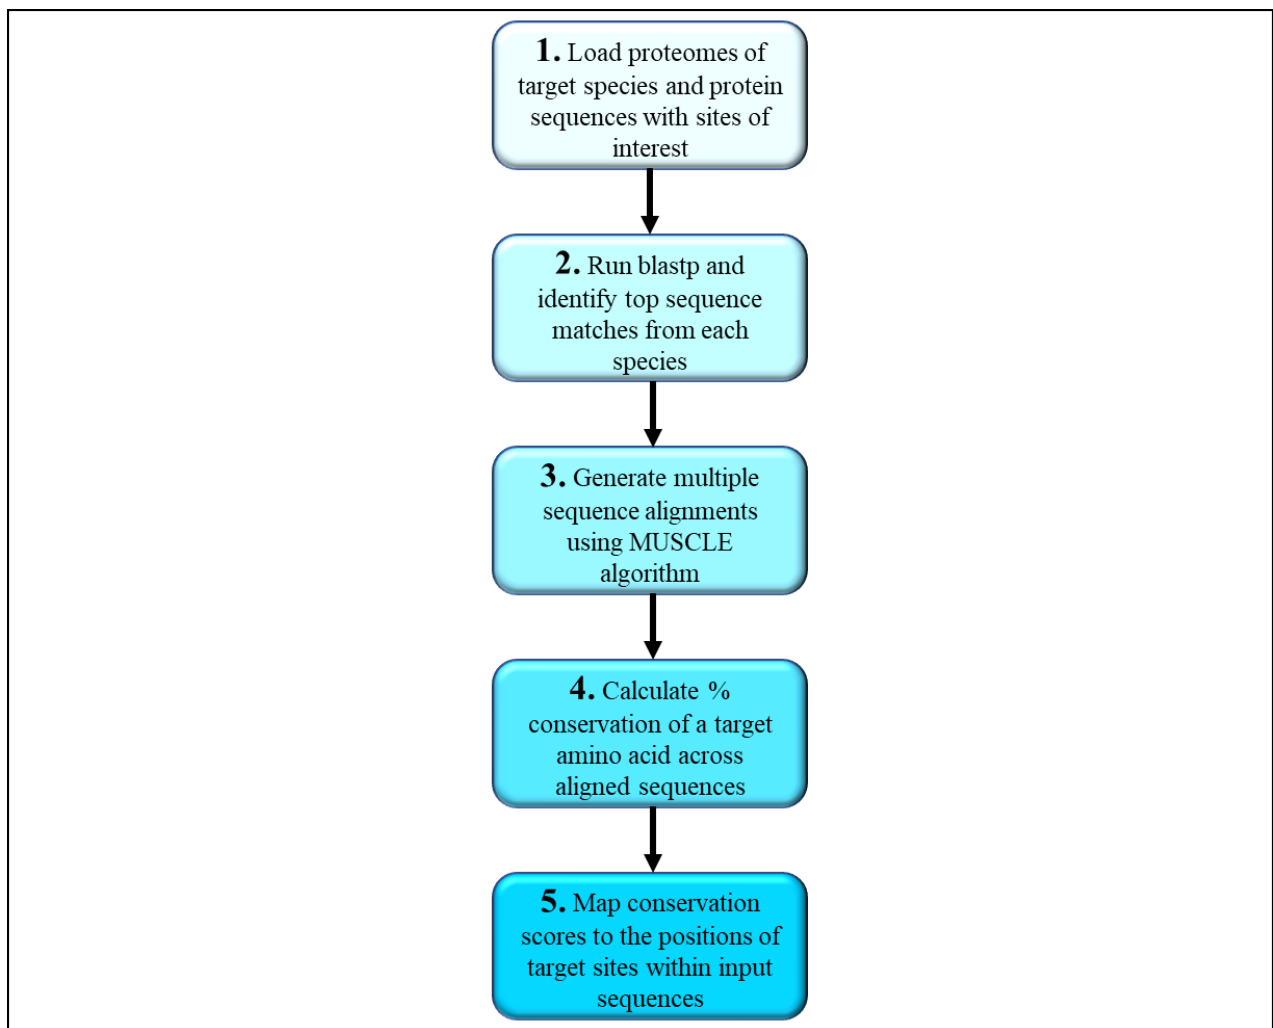 1. Load proteomes of
target species and protein
sequences with sites of
interest
2. Run blastp and
identify top sequence
matches from each
species
3. Generate multiple
sequence alignments
using MUSCLE
algorithm
4. Calculate %
conservation of a target
amino acid across
aligned sequences
5. Map conservation
scores to the positions of
target sites within input
sequences